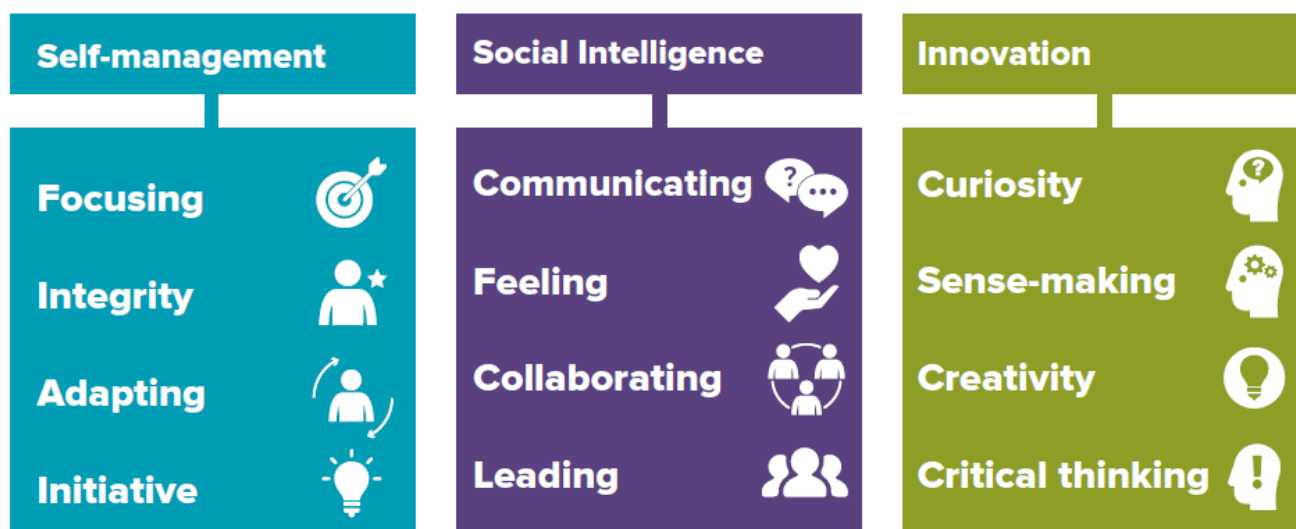 Self-management
Focusing
Integrity
Adapting
Initiative
Social Intelligence
Communicating
?
Feeling
Collaborating
Leading
Innovation
Curiosity
?
Sense-making
Creativity
Critical thinking
!